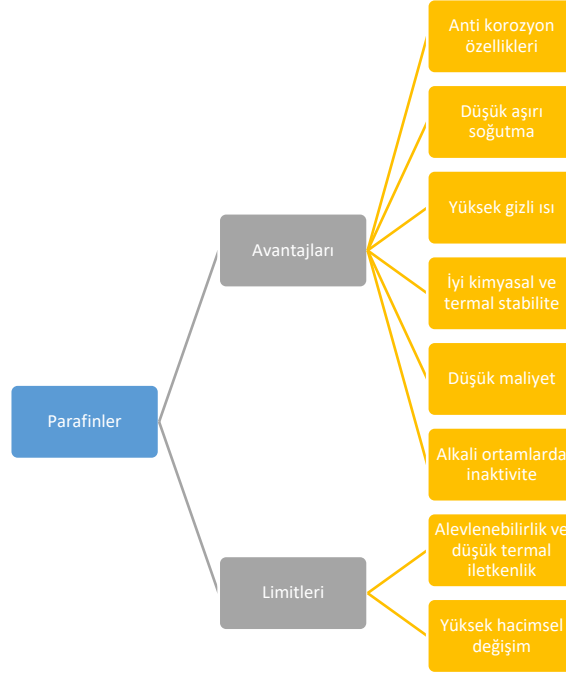 Parafinler
Avantajları
Anti korozyon
özellikleri
Düşük aşırı
soğutma
Yüksek gizli ısı
İyi kimyasal ve
termal stabilite
Düşük maliyet
Alkali ortamlarda
inaktivite
Limitleri
Alevlenebilirlik ve
düşük termal
iletkenlik
Yüksek hacimsel
değişim